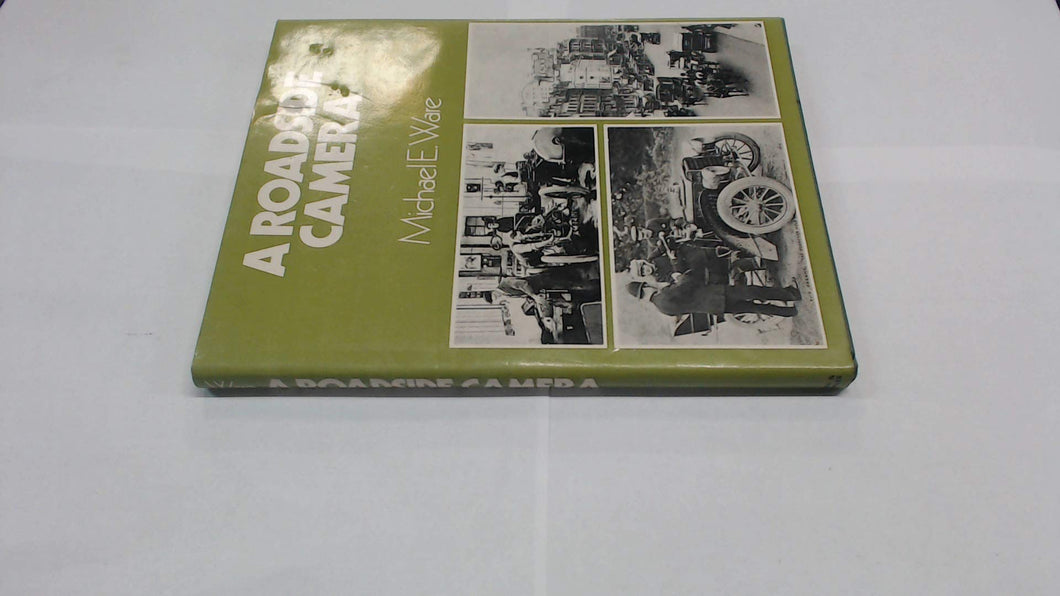 A ROADSIDE
CAMERA
Michael E. Ware
A ROADSIDE CAMERA